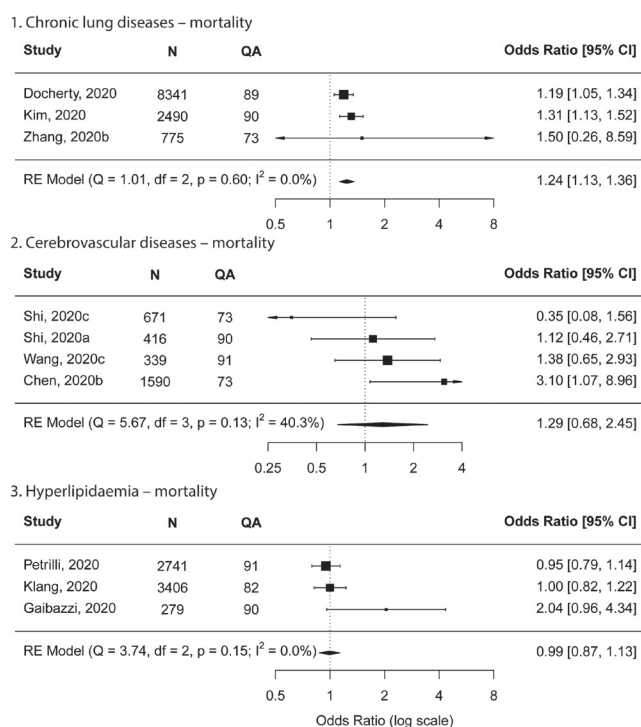 1. Chronic lung diseases – mortality
Study N QA Odds Ratio [95% CI]
Docherty, 2020 8341 89 1.19 [1.05, 1.34]
Kim, 2020 2490 90 1.31 [1.13, 1.52]
Zhang, 2020b 775 73 1.50 [0.26, 8.59]
RE Model (Q = 1.01, df = 2, p = 0.60; I² = 0.0%) 1.24 [1.13, 1.36]
0.5 1 2 4 8
2. Cerebrovascular diseases – mortality
Study N QA Odds Ratio [95% CI]
Shi, 2020c 671 73 0.35 [0.08, 1.56]
Shi, 2020a 416 90 1.12 [0.46, 2.71]
Wang, 2020c 339 91 1.38 [0.65, 2.93]
Chen, 2020b 1590 73 3.10 [1.07, 8.96]
RE Model (Q = 5.67, df = 3, p = 0.13; I² = 40.3%) 1.29 [0.68, 2.45]
0.25 0.5 1 2 4
3. Hyperlipidaemia – mortality
Study N QA Odds Ratio [95% CI]
Petrilli, 2020 2741 91 0.95 [0.79, 1.14]
Klang, 2020 3406 82 1.00 [0.82, 1.22]
Gaibazzi, 2020 279 90 2.04 [0.96, 4.34]
RE Model (Q = 3.74, df = 2, p = 0.15; I² = 0.0%) 0.99 [0.87, 1.13]
0.5 1 2 4 8
Odds Ratio (log scale)